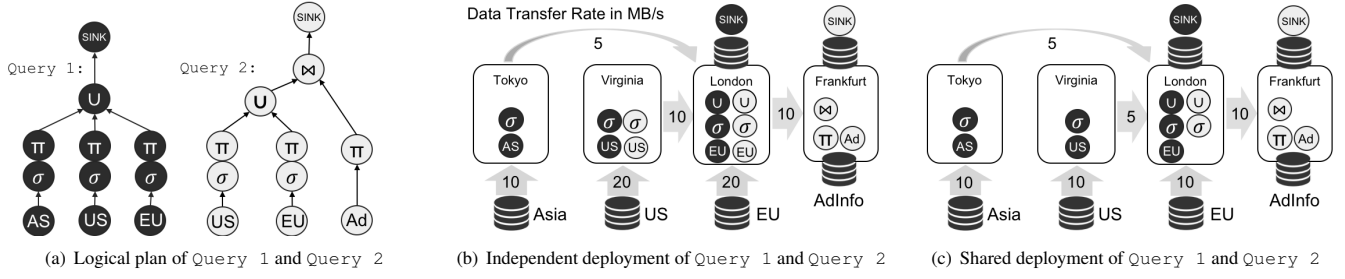 SINK
Query 1:
U
π π π
σ σ σ
AS US EU
SINK
Query 2:
⋈
U
π π π
σ σ
US EU Ad
(a) Logical plan of Query 1 and Query 2
Data Transfer Rate in MB/s
SINK SINK
5
Tokyo Virginia London Frankfurt
U U ⋈
σ σ σ 10 σ σ 10
AS US US EU EU π Ad
10 20 20
Asia US EU AdInfo
(b) Independent deployment of Query 1 and Query 2
SINK SINK
5
Tokyo Virginia London Frankfurt
U U ⋈
σ σ 5 σ σ 10
AS US EU π Ad
10 10 10
Asia US EU AdInfo
(c) Shared deployment of Query 1 and Query 2